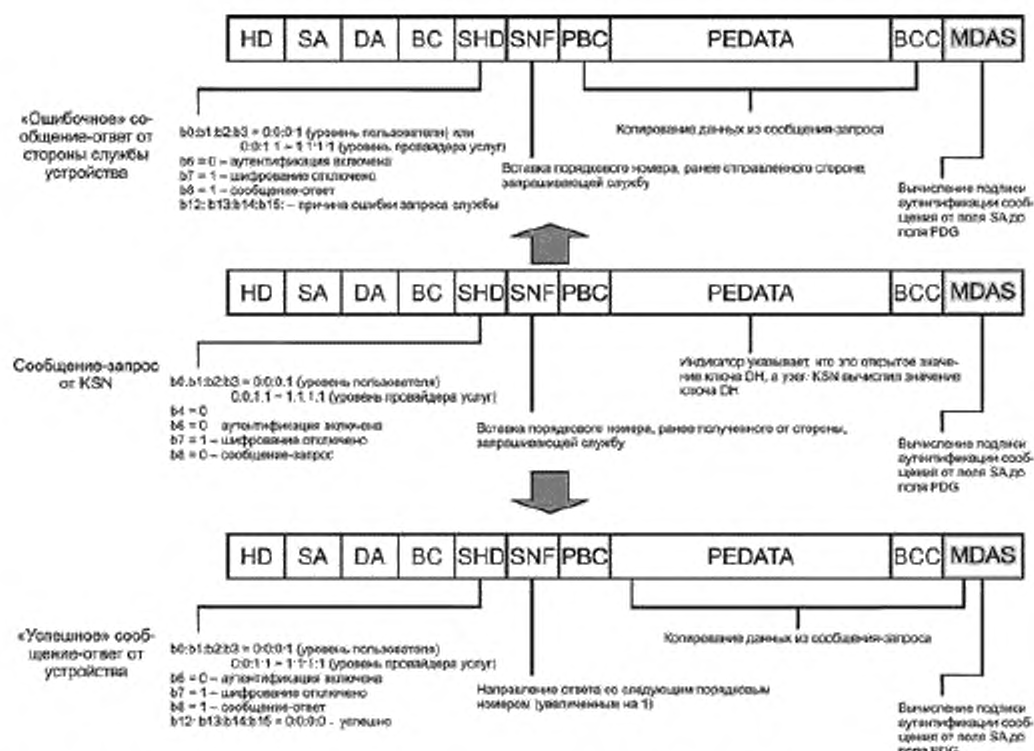 HD SA DA BC SHD SNF PBC PEDATA BCC MDAS
«Ошибочное» со-
общение-ответ от
стороны службы
устройства
b0:b1:b2:b3 = 0:0:0:1 (уровень пользователя) или
0:0:1:1 – 1:1:1:1 (уровень провайдера услуг)
b6 = 0 – аутентификация включена
b7 = 1 – шифрование отключено
b8 = 1 – сообщение-ответ
b12: b13:b14:b15: – причина ошибки запроса службы
Вставка порядкового номера, ранее отправленного стороне,
запрашивающей службу
Копирование данных из сообщения-запроса
Вычисление подписи
аутентификации сооб-
щения от поля SA до
поля PDG
HD SA DA BC SHD SNF PBC PEDATA BCC MDAS
Сообщение-запрос
от KSN
b0:b1:b2:b3 = 0:0:0:1 (уровень пользователя)
0:0:1:1 – 1:1:1:1 (уровень провайдера услуг)
b4 = 0
b6 = 0 аутентификация включена
b7 = 1 – шифрование отключено
b8 = 0 – сообщение-запрос
Вставка порядкового номера, ранее полученного от стороны,
запрашивающей службу
Индикатор указывает, что это открытое значе-
ние ключа DH, а узел KSN вычислил значение
ключа DH
Вычисление подписи
аутентификации сооб-
щения от поля SA до
поля PDG
HD SA DA BC SHD SNF PBC PEDATA BCC MDAS
«Успешное» сооб-
щение-ответ от
устройства
b0:b1:b2:b3 = 0:0:0:1 (уровень пользователя)
0:0:1:1 – 1:1:1:1 (уровень провайдера услуг)
b6 = 0 – аутентификация включена
b7 = 1 – шифрование отключено
b8 = 1 – сообщение-ответ
b12: b13:b14:b15 = 0:0:0:0 - успешно
Направление ответа со следующим порядковым
номером (увеличенным на 1)
Копирование данных из сообщения-запроса
Вычисление подписи
аутентификации сооб-
щения от поля SA до
поля PDG